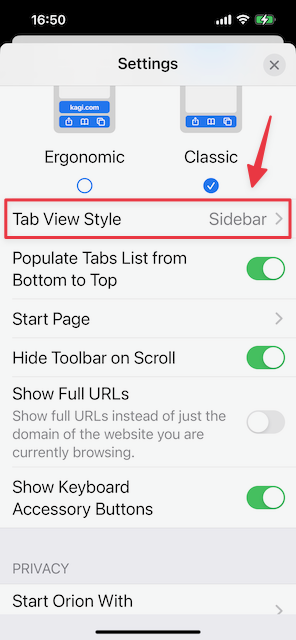 16:50
Settings
kagi.com
Ergonomic
Classic
Tab View Style
Sidebar
Populate Tabs List from
Bottom to Top
Start Page
Hide Toolbar on Scroll
Show Full URLs
Show full URLs instead of just the
domain of the website you are
currently browsing.
Show Keyboard
Accessory Buttons
PRIVACY
Start Orion With